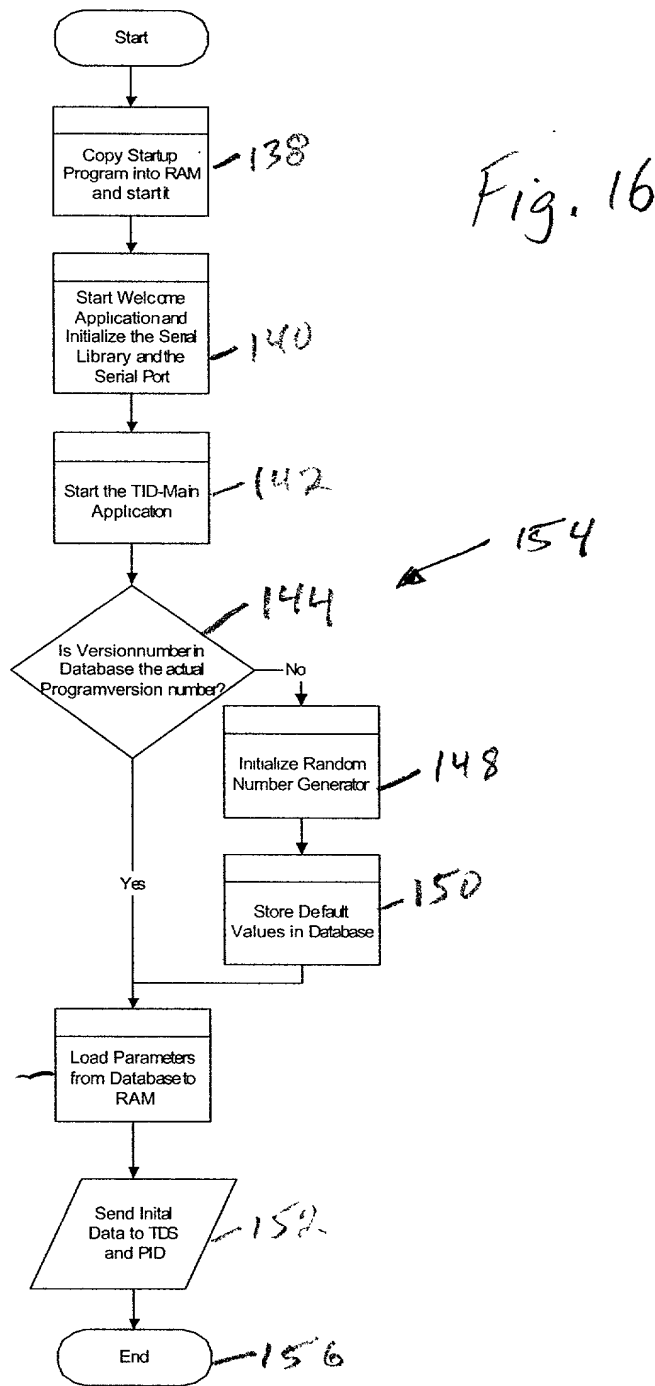 Start
Copy Startup
Program into RAM
and start it
138
Fig. 16
Start Welcome
Application and
Initialize the Serial
Library and the
Serial Port
140
Start the TID-Main
Application
142
154
144
Is Versionnumber in
Database the actual
Programversion number?
No
Initialize Random
Number Generator
148
Yes
Store Default
Values in Database
150
Load Parameters
from Database to
RAM
Send Inital
Data to TDS
and PID
152
End
156